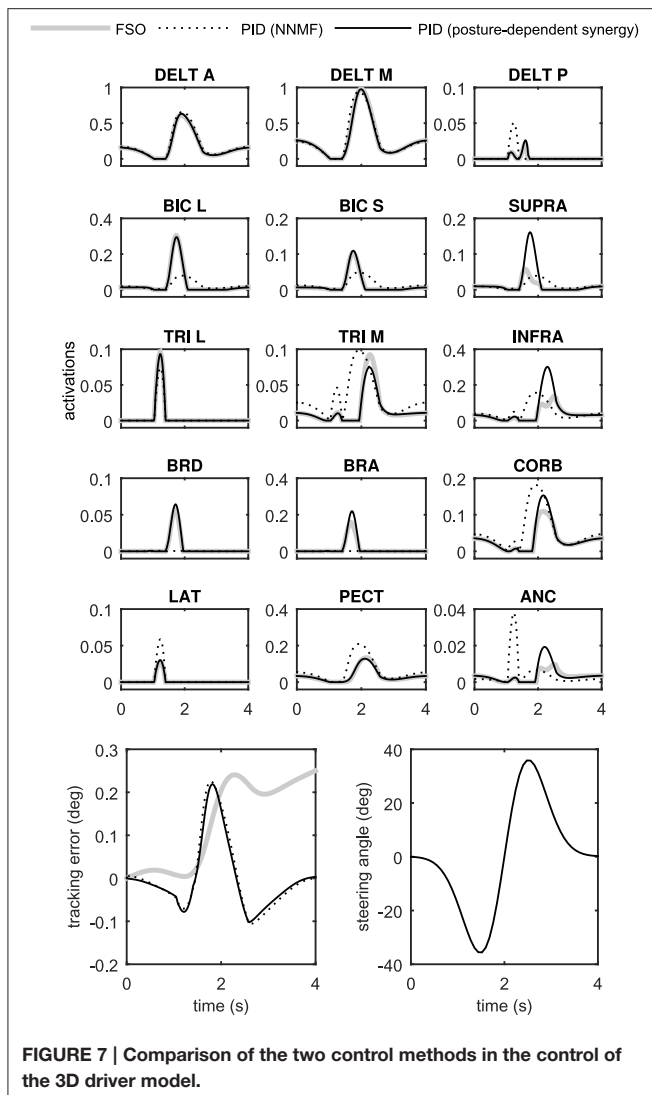 FSO PID (NNMF) PID (posture-dependent synergy)
DELT A DELT M DELT P
1 1 0.1
0.5 0.5 0.05
0 0 0
BIC L BIC S SUPRA
0.4 0.2 0.2
0.2 0.1 0.1
0 0 0
TRI L TRI M INFRA
0.1 0.1 0.4
0.05 0.05 0.2
0 0 0
activations
BRD BRA CORB
0.1 0.4 0.2
0.05 0.2 0.1
0 0 0
LAT PECT ANC
0.1 0.4 0.04
0.05 0.2 0.02
0 0 0
0 2 4 0 2 4 0 2 4
0.3 40
0.2 20
0.1 0
0 -20
-0.1 -40
-0.2
tracking error (deg) steering angle (deg)
0 2 4 0 2 4
time (s) time (s)
FIGURE 7 | Comparison of the two control methods in the control of
the 3D driver model.